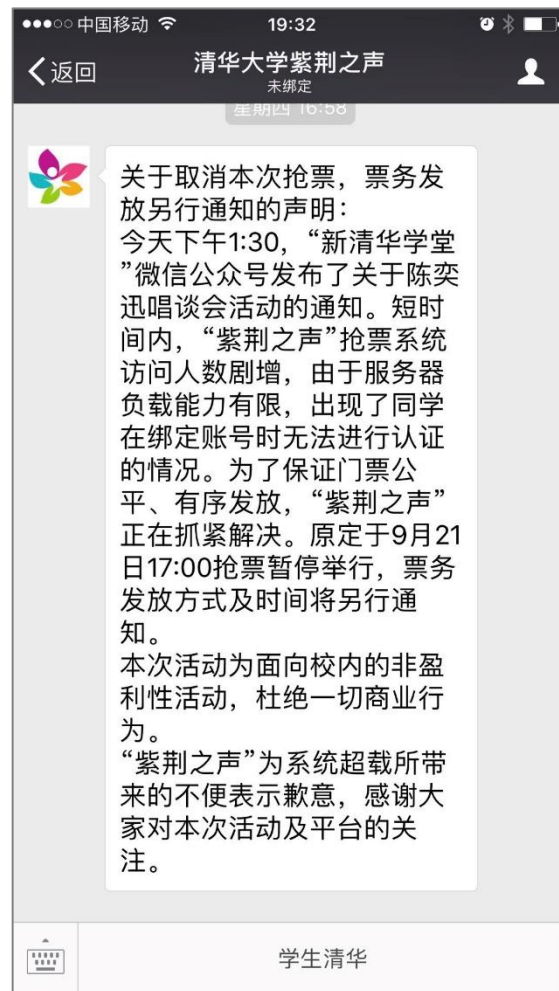 中国移动
19:32
返回
清华大学紫荆之声
未绑定
星期四 16:58
关于取消本次抢票，票务发
放另行通知的声明：
今天下午1:30，“新清华学堂
”微信公众号发布了关于陈奕
迅唱谈会活动的通知。短时
间内，“紫荆之声”抢票系统
访问人数剧增，由于服务器
负载能力有限，出现了同学
在绑定账号时无法进行认证
的情况。为了保证门票公
平、有序发放，“紫荆之声”
正在抓紧解决。原定于9月21
日17:00抢票暂停举行，票务
发放方式及时间将另行通
知。
本次活动为面向校内的非盈
利性活动，杜绝一切商业行
为。
“紫荆之声”为系统超载所带
来的不便表示歉意，感谢大
家对本次活动及平台的关
注。
学生清华